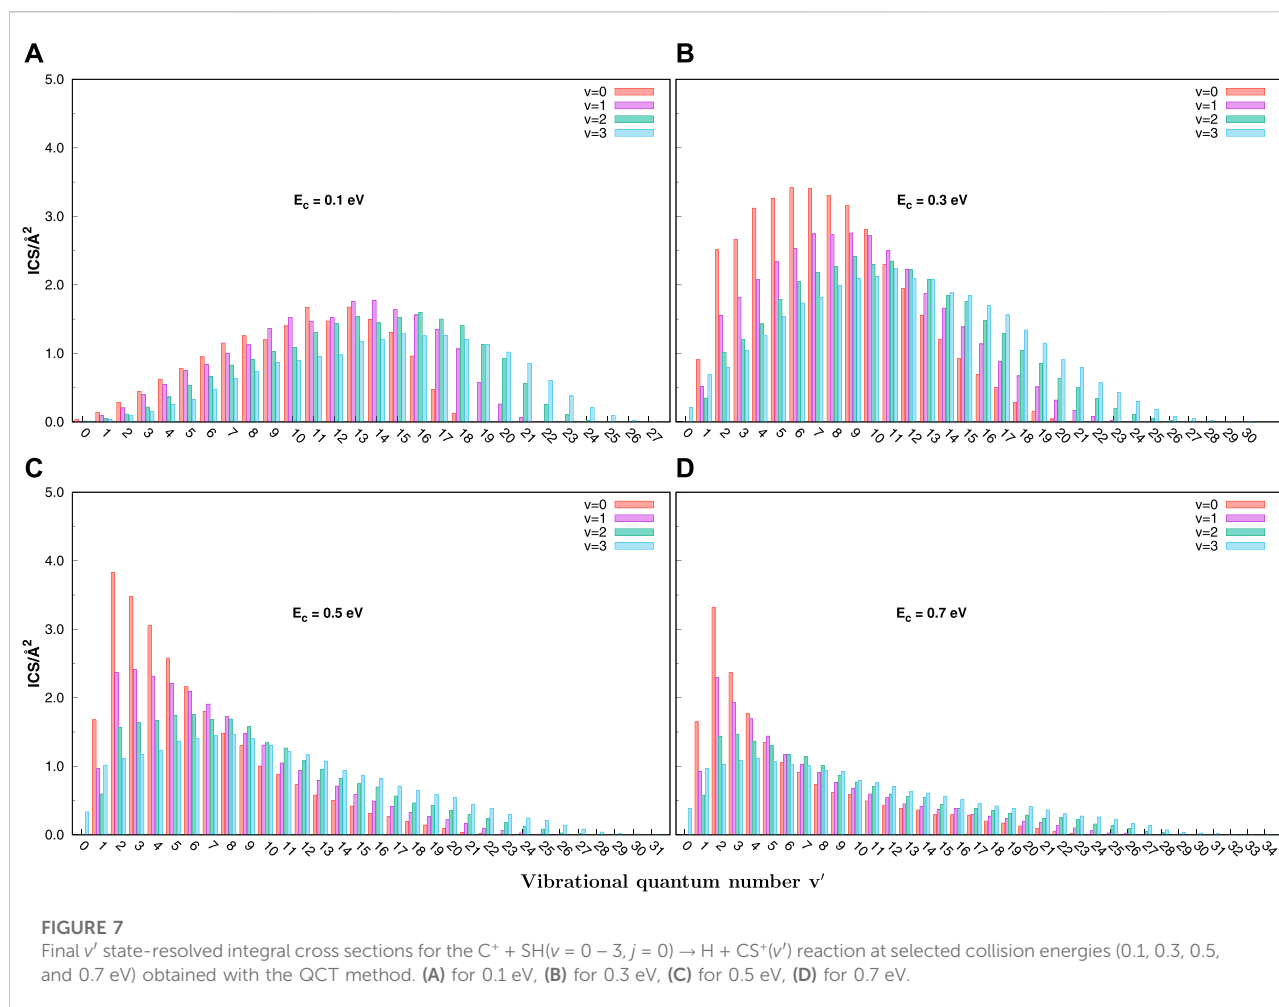 A
5.0
4.0
3.0
2.0
1.0
0.0
ICS/Å²
v=0
v=1
v=2
v=3
E_c = 0.1 eV
0 1 2 3 4 5 6 7 8 9 10 11 12 13 14 15 16 17 18 19 20 21 22 23 24 25 26 27
B
v=0
v=1
v=2
v=3
E_c = 0.3 eV
0 1 2 3 4 5 6 7 8 9 10 11 12 13 14 15 16 17 18 19 20 21 22 23 24 25 26 27 28 29 30
C
5.0
4.0
3.0
2.0
1.0
0.0
ICS/Å²
v=0
v=1
v=2
v=3
E_c = 0.5 eV
0 1 2 3 4 5 6 7 8 9 10 11 12 13 14 15 16 17 18 19 20 21 22 23 24 25 26 27 28 29 30 31
D
v=0
v=1
v=2
v=3
E_c = 0.7 eV
0 1 2 3 4 5 6 7 8 9 10 11 12 13 14 15 16 17 18 19 20 21 22 23 24 25 26 27 28 29 30 31 32 33 34
Vibrational quantum number v′
FIGURE 7
Final v′ state-resolved integral cross sections for the C⁺ + SH(v = 0 – 3, j = 0) → H + CS⁺(v′) reaction at selected collision energies (0.1, 0.3, 0.5,
and 0.7 eV) obtained with the QCT method. (A) for 0.1 eV, (B) for 0.3 eV, (C) for 0.5 eV, (D) for 0.7 eV.